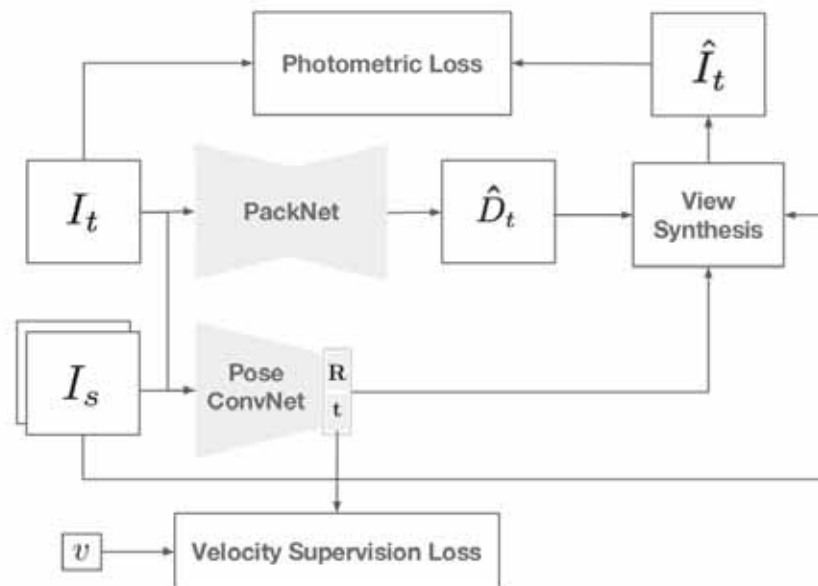 Photometric Loss
Î_t
I_t
PackNet
D̂_t
View
Synthesis
I_s
Pose
ConvNet
R
t
v
Velocity Supervision Loss